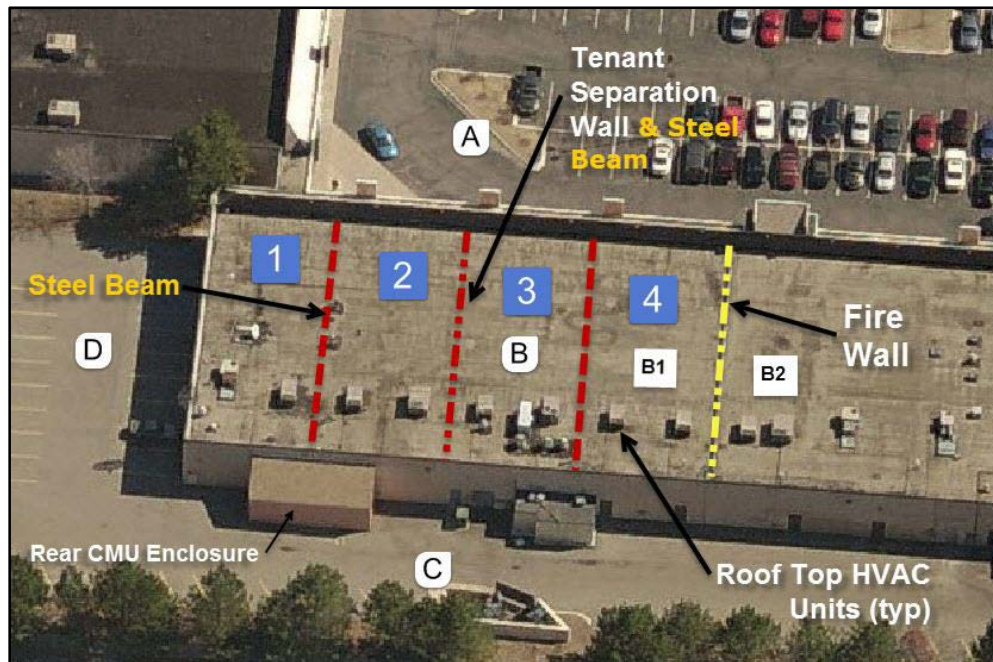 Tenant
Separation
Wall & Steel
Beam
A
1
2
3
4
Steel Beam
Fire
Wall
D
B
B1
B2
Rear CMU Enclosure
C
Roof Top HVAC
Units (typ)